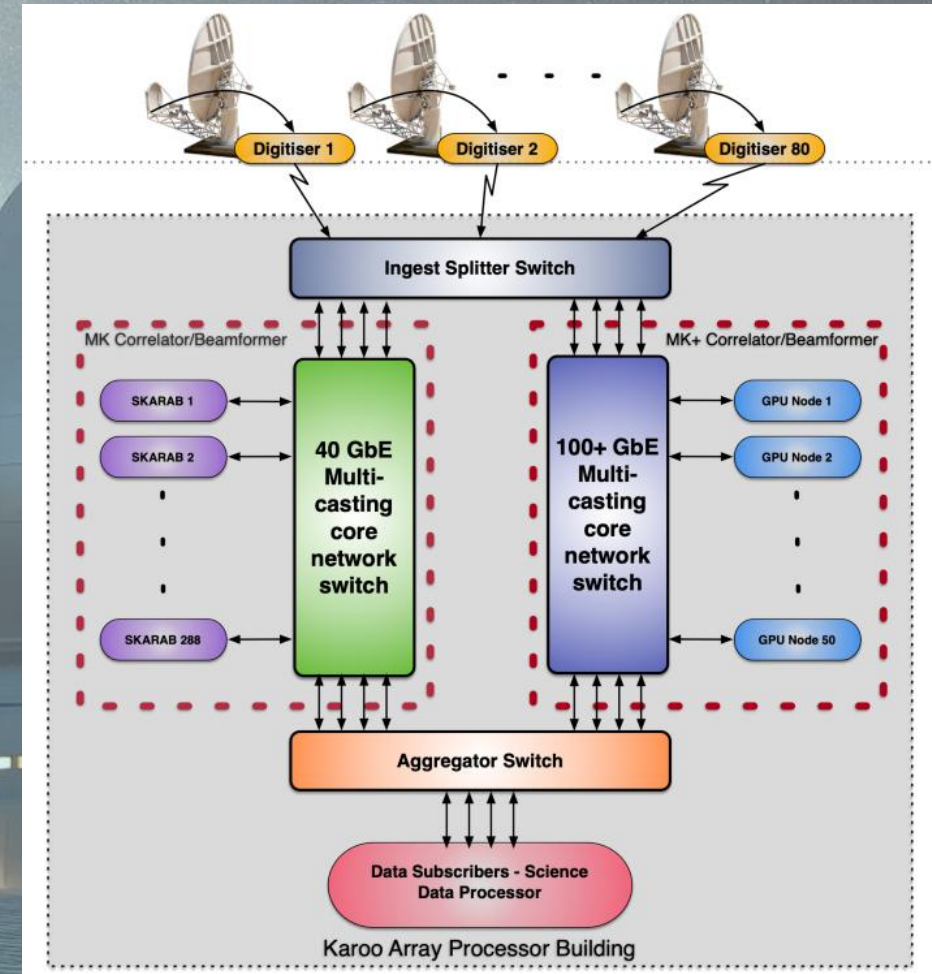 Digitiser 1
Digitiser 2
Digitiser 80
Ingest Splitter Switch
MK Correlator/Beamformer
MK+ Correlator/Beamformer
SKARAB 1
SKARAB 2
SKARAB 288
40 GbE
Multi-
casting
core
network
switch
100+ GbE
Multi-
casting
core
network
switch
GPU Node 1
GPU Node 2
GPU Node 50
Aggregator Switch
Data Subscribers - Science
Data Processor
Karoo Array Processor Building